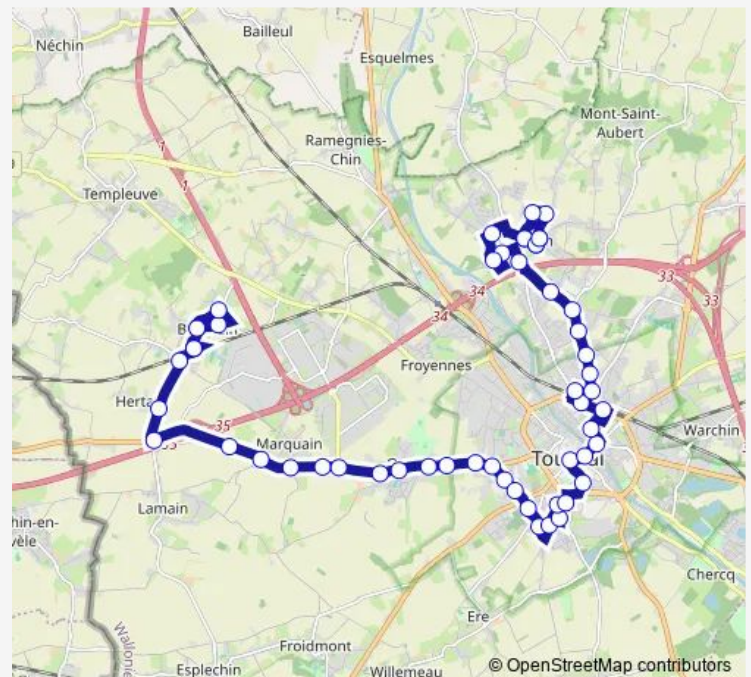 Bailleul
Néchin
Esquelmes
Mont-Saint-
Aubert
1
Ramegnies-
Chin
1
Templeuve
34
33
33
34
Froyennes
35
Marquain
Warchin
Lamain
Chercq
Ere
Froidmont
Wallonie
Esplechin
Willemeau
© OpenStreetMap contributors